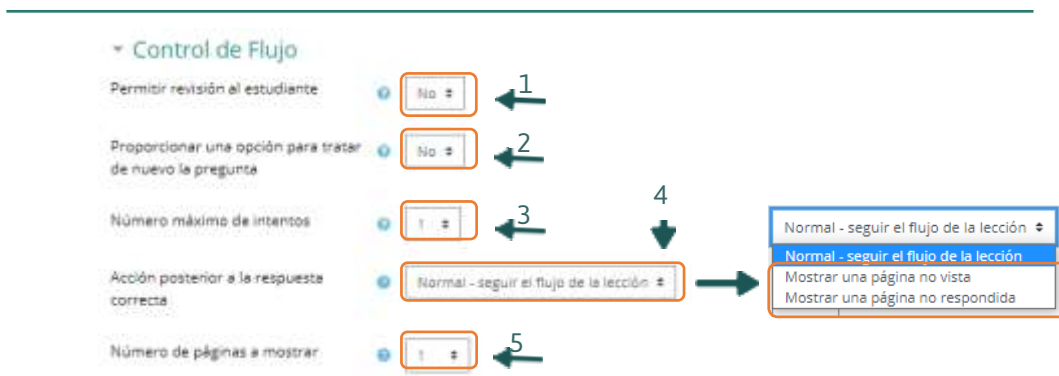 Control de Flujo
Permitir revisión al estudiante
No
1
Proporcionar una opción para tratar
de nuevo la pregunta
No
2
Número máximo de intentos
1
3
4
Acción posterior a la respuesta
correcta
Normal - seguir el flujo de la lección
Normal - seguir el flujo de la lección
Normal - seguir el flujo de la lección
Mostrar una página no vista
Mostrar una página no respondida
Número de páginas a mostrar
1
5